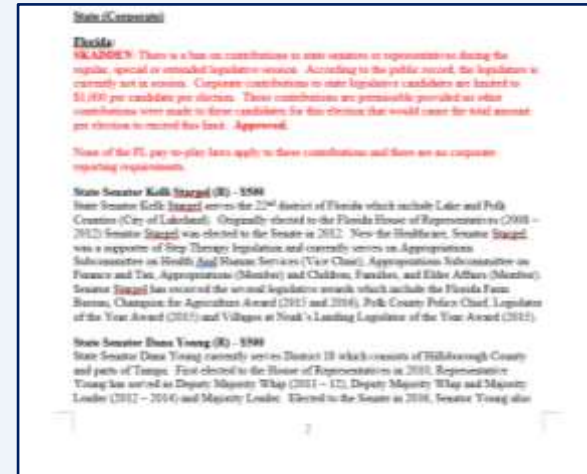 State (Corporate)
Florida:
SKADDEN: There is a ban on contributions to state senators or representatives during the
regular, special or extended legislative session. According to the public record, the legislature is
currently not in session. Corporate contributions to state legislative candidates are limited to
$1,000 per candidate per election. These contributions are permissible provided no other
contributions were made to these candidates for this election that would cause the total amount
per election to exceed this limit. Approved.
None of the FL pay-to-play laws apply to these contributions and there are no corporate
reporting requirements.
State Senator Kelli Stargel (R) - $500
State Senator Kelli Stargel serves the 22nd district of Florida which include Lake and Polk
Counties (City of Lakeland). Originally elected to the Florida House of Representatives (2008 –
2012) Senator Stargel was elected to the Senate in 2012. New the Healthcare, Senator Stargel
was a supporter of Step Therapy legislation and currently serves on Appropriations
Subcommittee on Health And Human Services (Vice Chair), Appropriations Subcommittee on
Finance and Tax, Appropriations (Member) and Children, Families, and Elder Affairs (Member).
Senator Stargel has received the several legislative awards which include the Florida Farm
Bureau, Champion for Agriculture Award (2015 and 2016), Polk County Police Chief, Legislator
of the Year Award (2015) and Villages at Noah's Landing Legislator of the Year Award (2015).
State Senator Dana Young (R) - $500
State Senator Dana Young currently serves District 18 which consists of Hillsborough County
and parts of Tampa. First elected to the House of Representatives in 2010, Representative
Young has served as Deputy Majority Whip (2011 – 12), Deputy Majority Whip and Majority
Leader (2012 – 2014) and Majority Leader. Elected to the Senate in 2016, Senator Young also
2